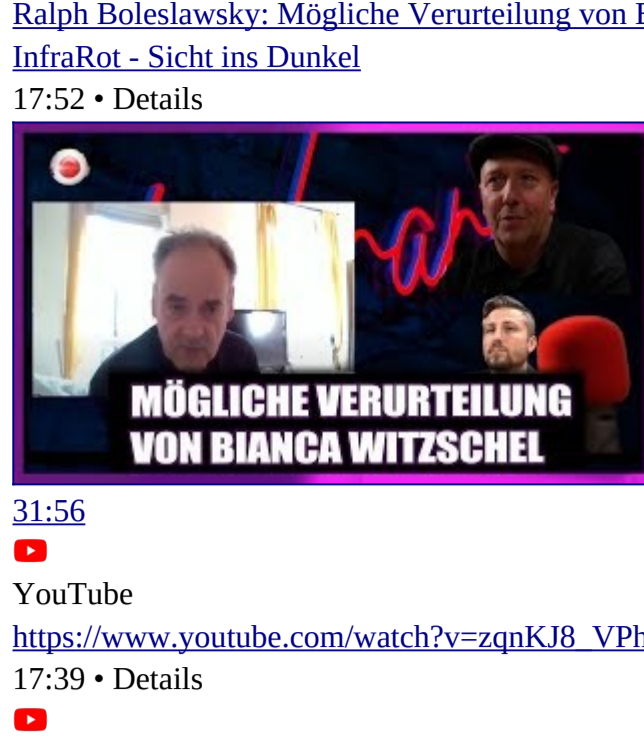 Ralph Boleslawsky: Mögliche Verurteilung von
InfraRot - Sicht ins Dunkel
17:52 • Details
MÖGLICHE VERURTEILUNG
VON BIANCA WITZSCHEL
31:56
YouTube
https://www.youtube.com/watch?v=zqnKJ8_VPh
17:39 • Details